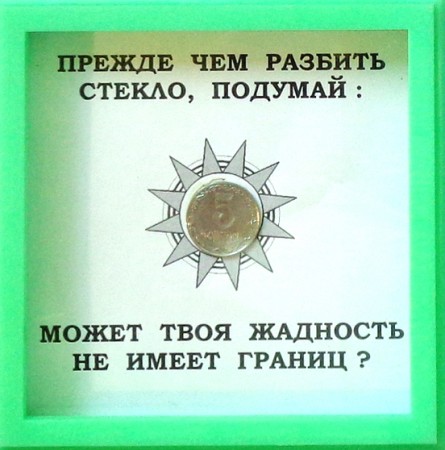 ПРЕЖДЕ ЧЕМ РАЗБИТЬ
СТЕКЛО, ПОДУМАЙ :
5
МОЖЕТ ТВОЯ ЖАДНОСТЬ
НЕ ИМЕЕТ ГРАНИЦ ?